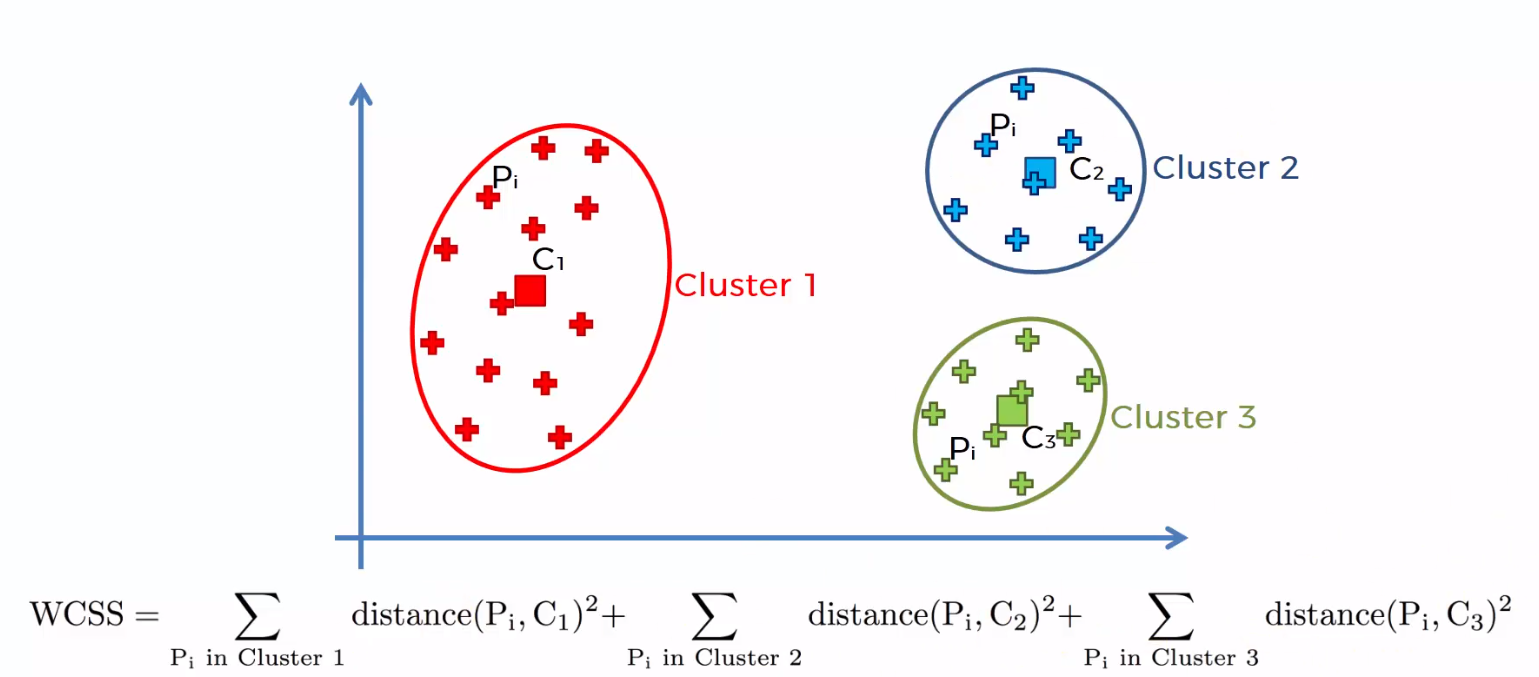 Pᵢ
C₂
Cluster 2
Pᵢ
C₁
Cluster 1
Cluster 3
C₃
Pᵢ
WCSS = ∑ distance(Pᵢ, C₁)² + ∑ distance(Pᵢ, C₂)² + ∑ distance(Pᵢ, C₃)²
Pᵢ in Cluster 1 Pᵢ in Cluster 2 Pᵢ in Cluster 3